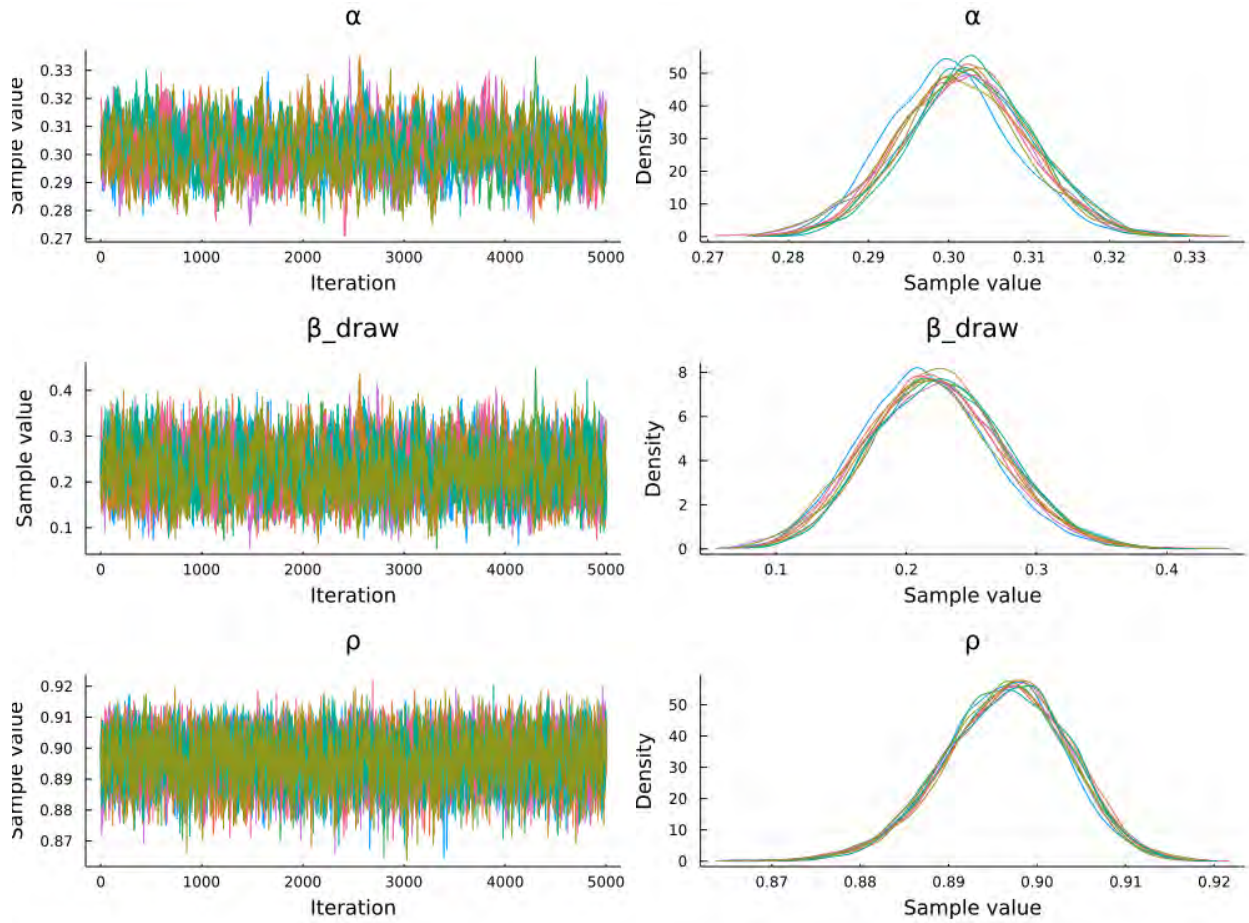 α
α
Sample value
0.33
0.32
0.31
0.30
0.29
0.28
0.27
0 1000 2000 3000 4000 5000
Iteration
Density
50
40
30
20
10
0
0.27 0.28 0.29 0.30 0.31 0.32 0.33
Sample value
β_draw
β_draw
Sample value
0.4
0.3
0.2
0.1
0 1000 2000 3000 4000 5000
Iteration
Density
8
6
4
2
0
0.1 0.2 0.3 0.4
Sample value
ρ
ρ
Sample value
0.92
0.91
0.90
0.89
0.88
0.87
0 1000 2000 3000 4000 5000
Iteration
Density
50
40
30
20
10
0
0.87 0.88 0.89 0.90 0.91 0.92
Sample value